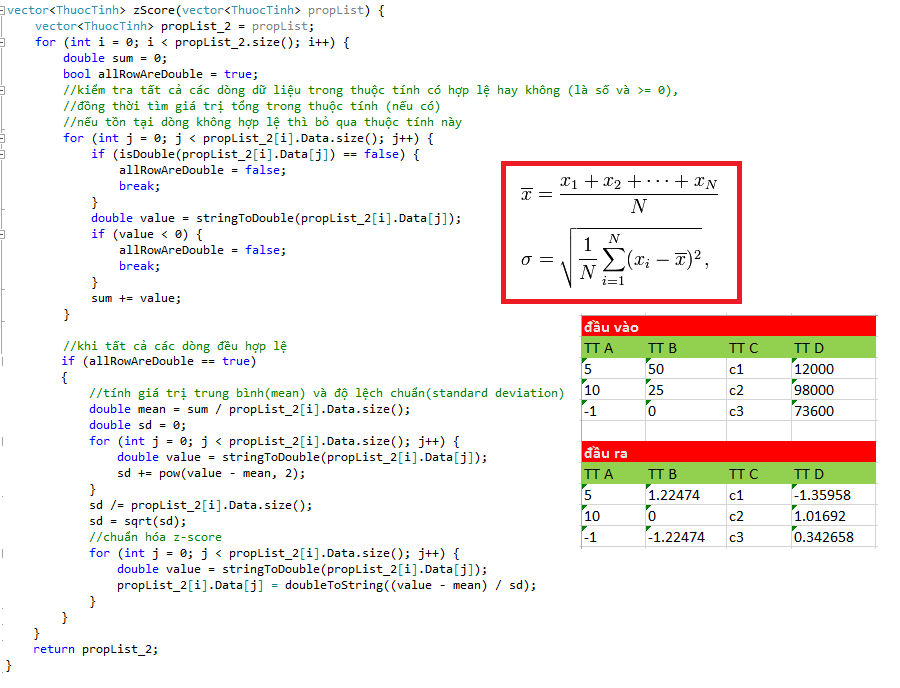 vector<ThuocTinh> zScore(vector<ThuocTinh> propList) {
    vector<ThuocTinh> propList_2 = propList;
    for (int i = 0; i < propList_2.size(); i++) {
        double sum = 0;
        bool allRowAreDouble = true;
        //kiểm tra tất cả các dòng dữ liệu trong thuộc tính có hợp lệ hay không (là số và >= 0),
        //đồng thời tìm giá trị tổng trong thuộc tính (nếu có)
        //nếu tồn tại dòng không hợp lệ thì bỏ qua thuộc tính này
        for (int j = 0; j < propList_2[i].Data.size(); j++) {
            if (isDouble(propList_2[i].Data[j]) == false) {
                allRowAreDouble = false;
                break;
            }
            double value = stringToDouble(propList_2[i].Data[j]);
            if (value < 0) {
                allRowAreDouble = false;
                break;
            }
            sum += value;
        }
        //khi tất cả các dòng đều hợp lệ
        if (allRowAreDouble == true)
        {
            //tính giá trị trung bình(mean) và độ lệch chuẩn(standard deviation)
            double mean = sum / propList_2[i].Data.size();
            double sd = 0;
            for (int j = 0; j < propList_2[i].Data.size(); j++) {
                double value = stringToDouble(propList_2[i].Data[j]);
                sd += pow(value - mean, 2);
            }
            sd /= propList_2[i].Data.size();
            sd = sqrt(sd);
            //chuẩn hóa z-score
            for (int j = 0; j < propList_2[i].Data.size(); j++) {
                double value = stringToDouble(propList_2[i].Data[j]);
                propList_2[i].Data[j] = doubleToString((value - mean) / sd);
            }
        }
    }
    return propList_2;
}
x̅ = (x₁ + x₂ + ··· + x_N) / N
σ = √(1/N ∑_{i=1}^{N} (x_i − x̅)²),
đầu vào
TT A TT B TT C TT D
5 50 c1 12000
10 25 c2 98000
-1 0 c3 73600
đầu ra
TT A TT B TT C TT D
5 1.22474 c1 -1.35958
10 0 c2 1.01692
-1 -1.22474 c3 0.342658